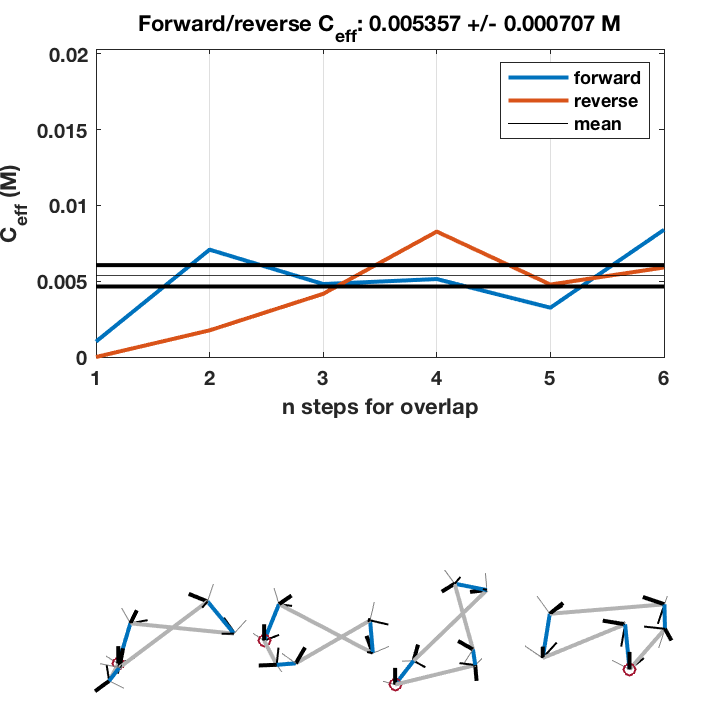 Forward/reverse C_eff: 0.005357 +/- 0.000707 M
0.02
0.015
0.01
0.005
0
C_eff (M)
forward
reverse
mean
1 2 3 4 5 6
n steps for overlap